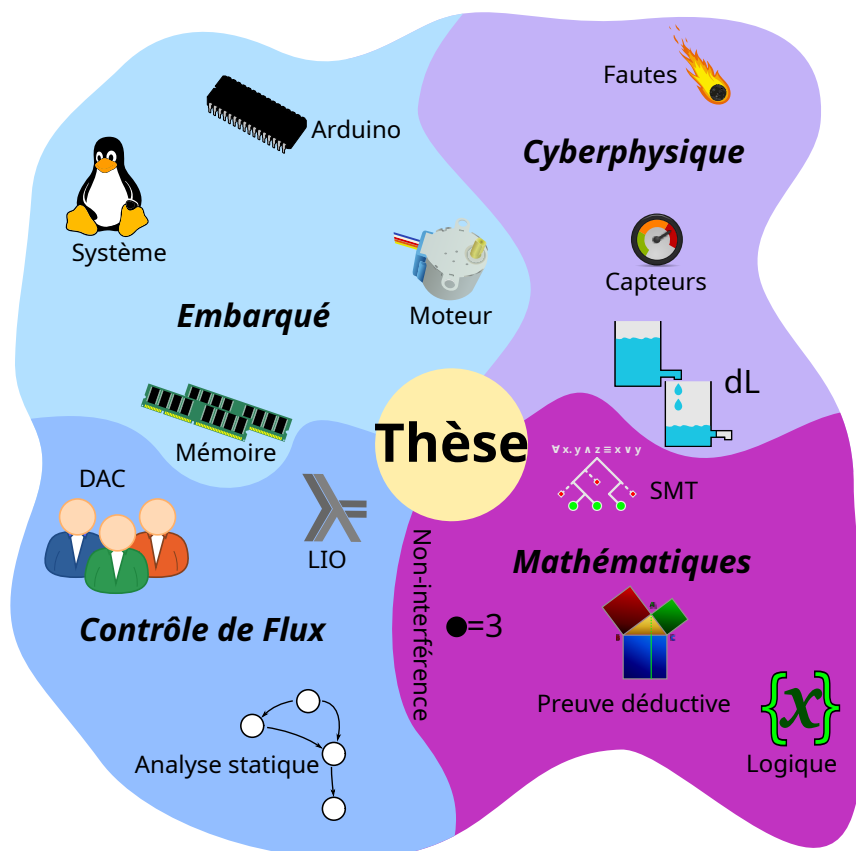 Fautes
Arduino
Cyberphysique
Système
Capteurs
Embarqué
Moteur
dL
Thèse
Mémoire
∀ x. y ∧ z ≡ x ∨ y
DAC
SMT
LIO
Non-interférence
Mathématiques
=3
Contrôle de Flux
Preuve déductive
{x}
Analyse statique
Logique